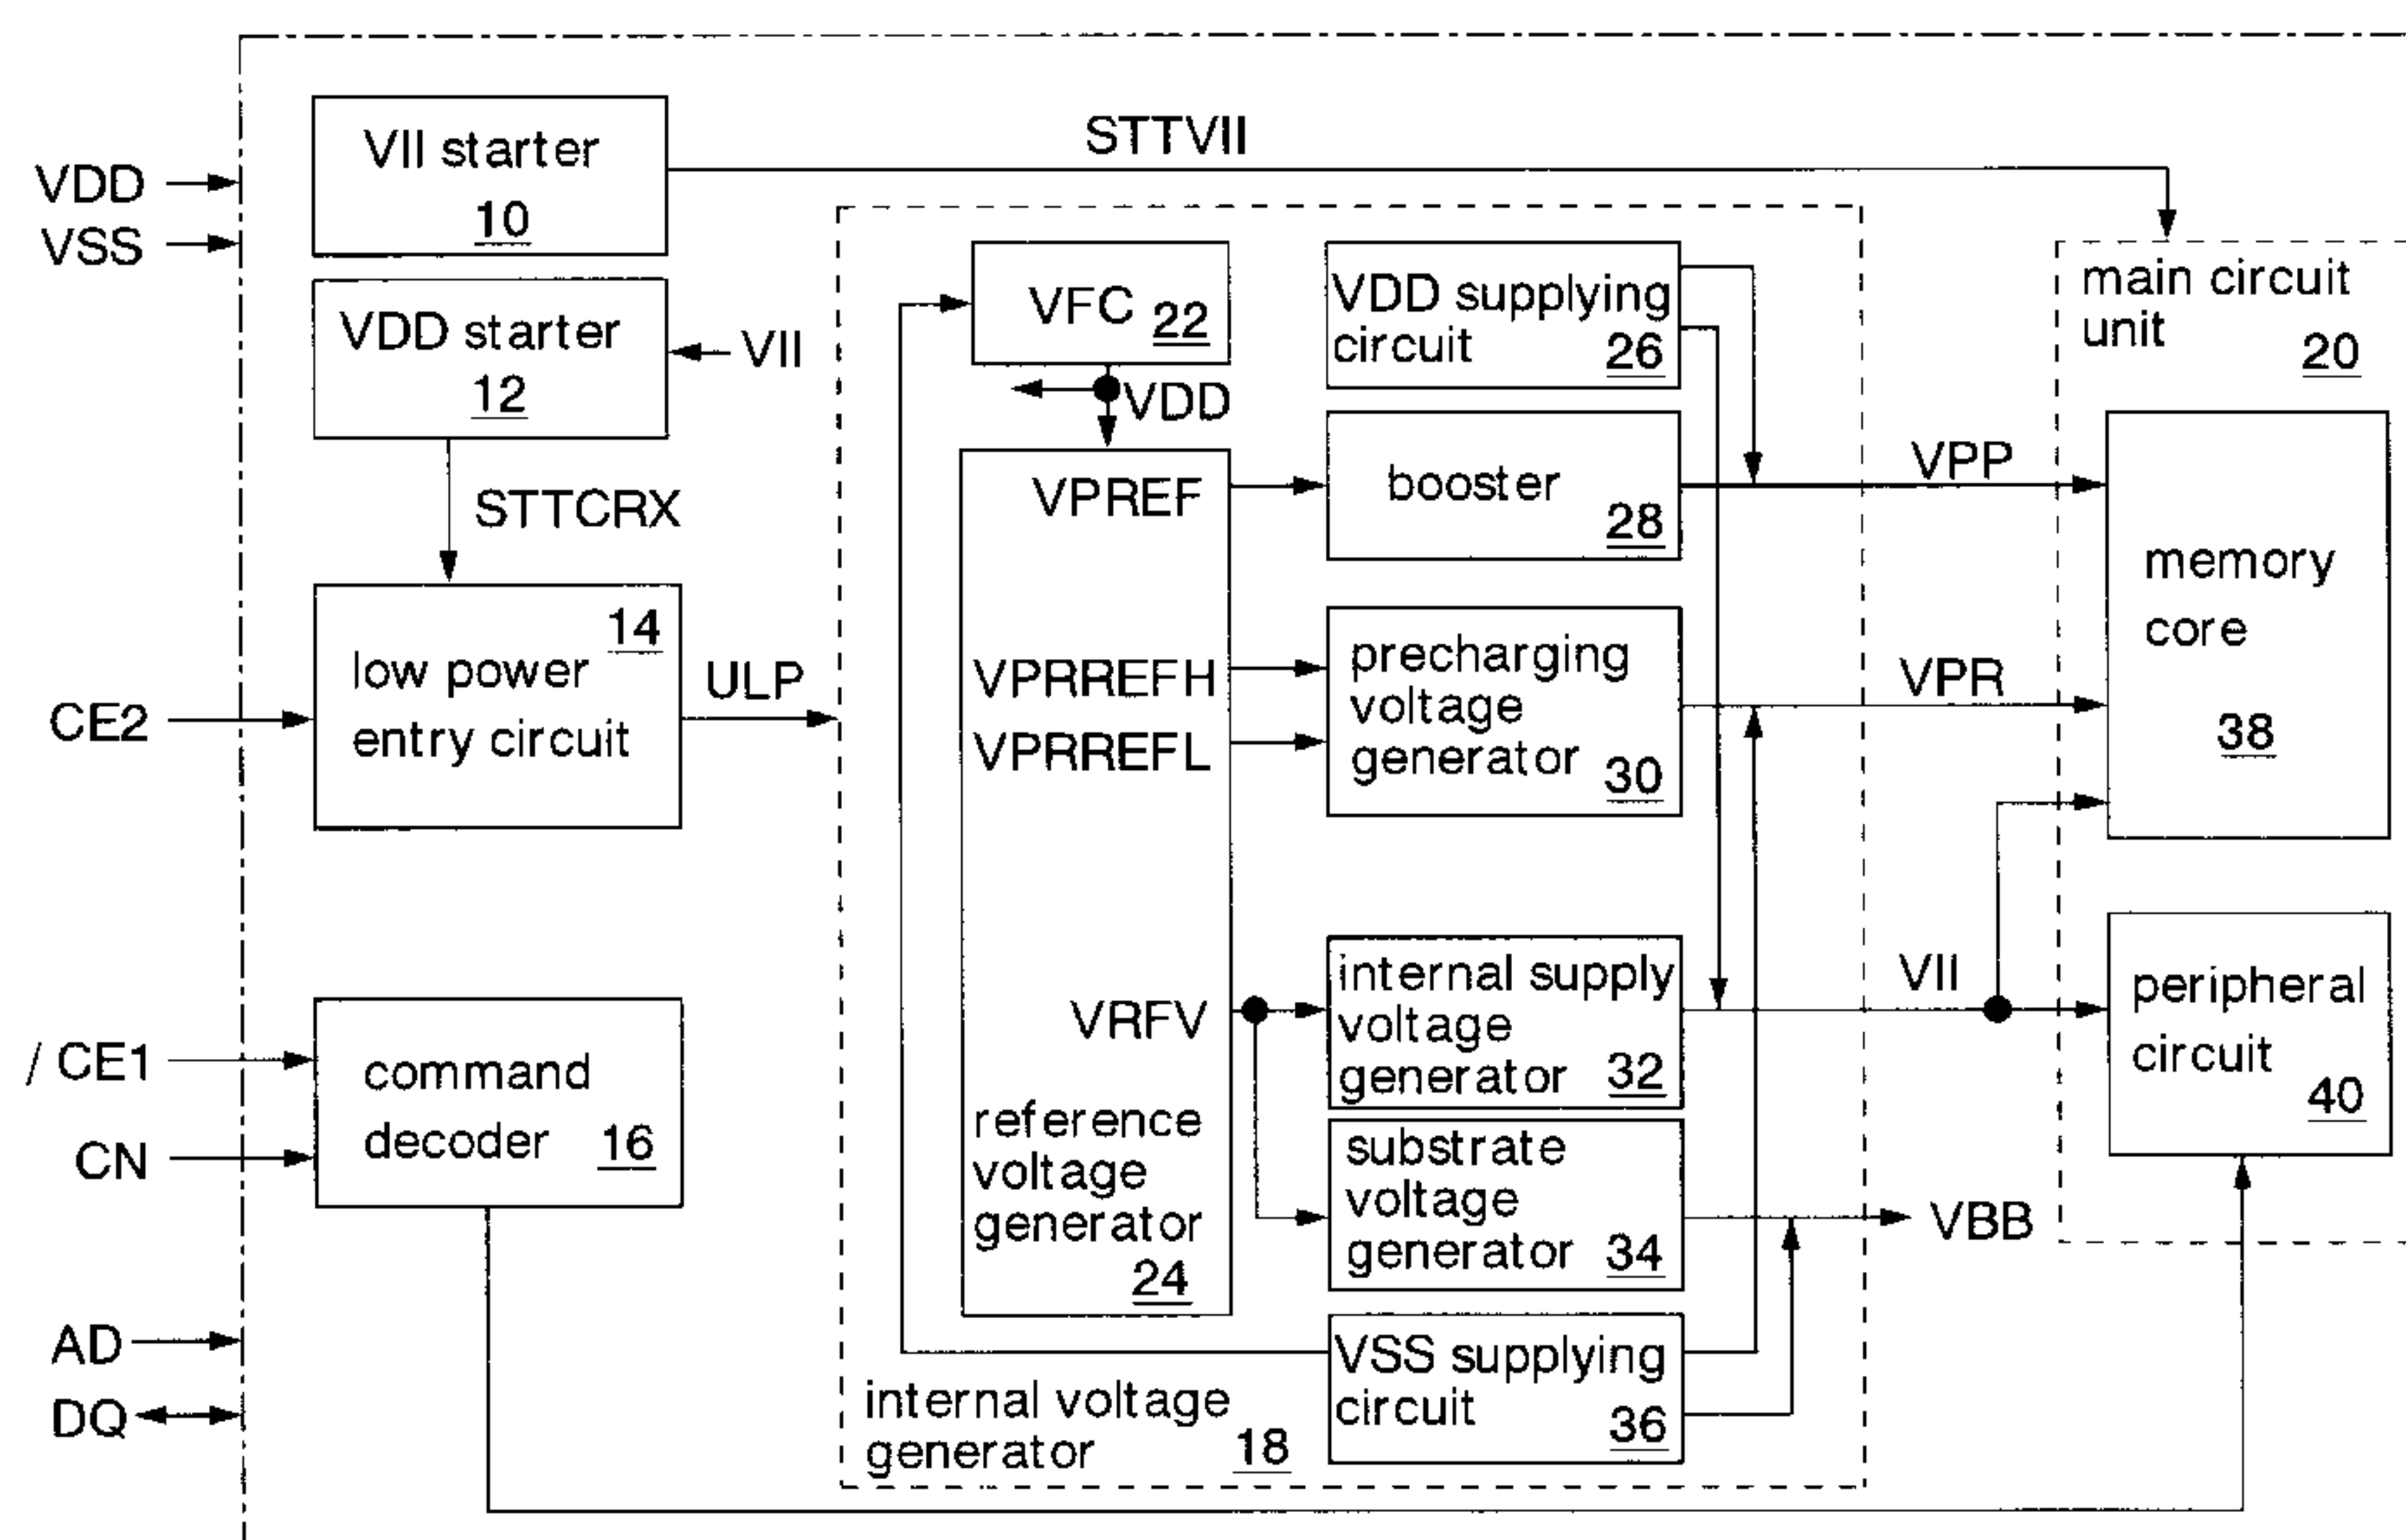 VDD
VSS
CE2
/ CE1
CN
AD
DQ
VII starter
10
VDD starter
12
VII
STTCRX
14
low power
entry circuit
ULP
command
decoder 16
STTVII
VFC 22
VDD
VPREF
VPRREFH
VPRREFL
VRFV
reference
voltage
generator
24
VDD supplying
circuit 26
booster
28
precharging
voltage
generator 30
internal supply
voltage
generator 32
substrate
voltage
generator 34
VSS supplying
circuit 36
internal voltage
generator 18
VPP
VPR
VII
VBB
main circuit
unit
20
memory
core
38
peripheral
circuit
40